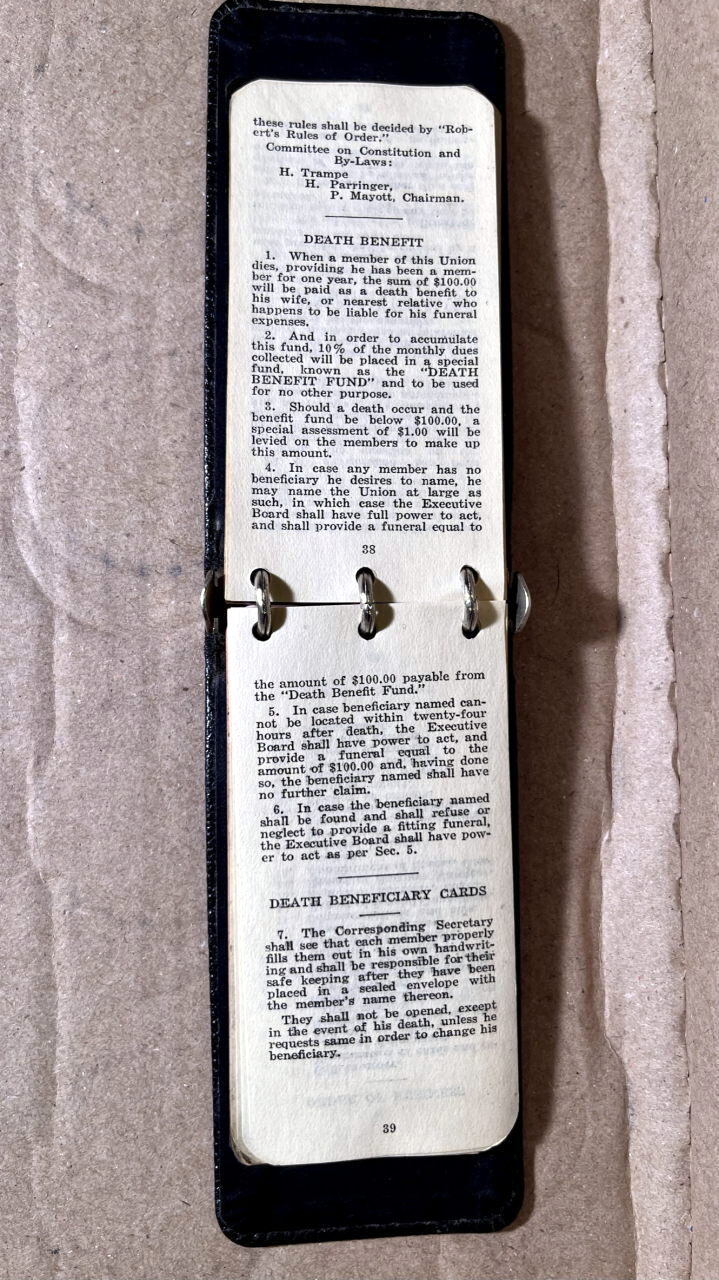 these rules shall be decided by "Rob-
ert's Rules of Order."
Committee on Constitution and
By-Laws:
H. Trampe
H. Parringer,
P. Mayott, Chairman.
DEATH BENEFIT
1. When a member of this Union
dies, providing he has been a mem-
ber for one year, the sum of $100.00
will be paid as a death benefit to
his wife, or nearest relative who
happens to be liable for his funeral
expenses.
2. And in order to accumulate
this fund, 10% of the monthly dues
collected will be placed in a special
fund, known as the "DEATH
BENEFIT FUND" and to be used
for no other purpose.
3. Should a death occur and the
benefit fund be below $100.00, a
special assessment of $1.00 will be
levied on the members to make up
this amount.
4. In case any member has no
beneficiary he desires to name, he
may name the Union at large as
such, in which case the Executive
Board shall have full power to act,
and shall provide a funeral equal to
38
the amount of $100.00 payable from
the "Death Benefit Fund."
5. In case beneficiary named can-
not be located within twenty-four
hours after death, the Executive
Board shall have power to act, and
provide a funeral equal to the
amount of $100.00 and, having done
so, the beneficiary named shall have
no further claim.
6. In case the beneficiary named
shall be found and shall refuse or
neglect to provide a fitting funeral,
the Executive Board shall have pow-
er to act as per Sec. 5.
DEATH BENEFICIARY CARDS
7. The Corresponding Secretary
shall see that each member properly
fills them out in his own handwrit-
ing and shall be responsible for their
safe keeping after they have been
placed in a sealed envelope with
the member's name thereon.
They shall not be opened, except
in the event of his death, unless he
requests same in order to change his
beneficiary.
39